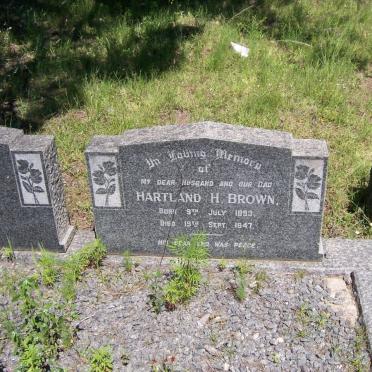 In Loving Memory
of
MY DEAR HUSBAND AND OUR DAD
HARTLAND H. BROWN.
BORN 9TH JULY 1893.
DIED 19TH SEPT. 1947.
HIS AND WAS PEACE.